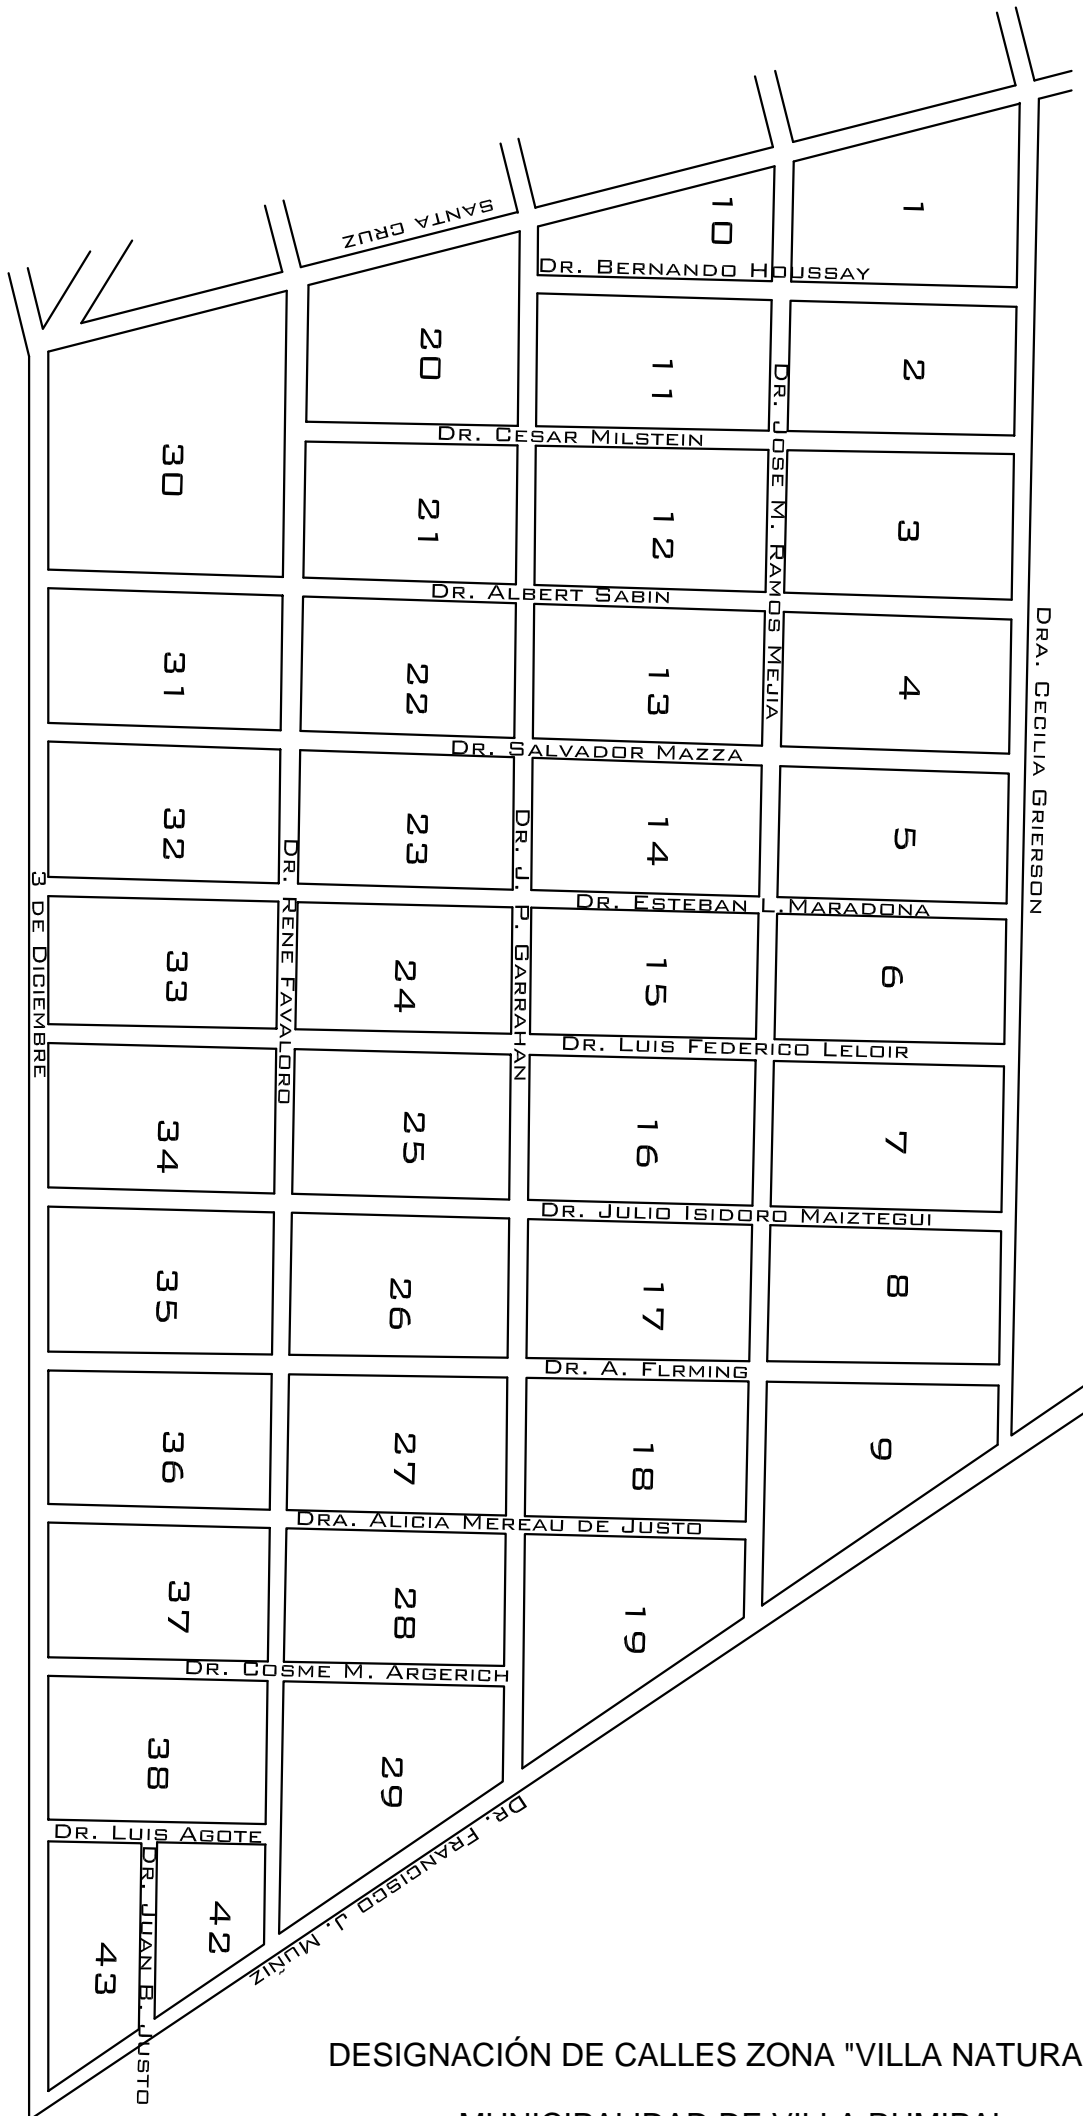 SANTA CRUZ
1
10
DR. BERNANDO HOUSSAY
20
11
2
DR. JOSE M. RAMOS MEJIA
DR. CESAR MILSTEIN
30
21
12
3
DR. ALBERT SABIN
DRA. CECILIA GRIERSON
31
22
13
4
DR. SALVADOR MAZZA
32
23
14
5
3 DE DICIEMBRE
DR. RENE FAVALORO
DR. J. P. GARRAHAN
DR. ESTEBAN L. MARADONA
33
24
15
6
DR. LUIS FEDERICO LELOIR
34
25
16
7
DR. JULIO ISIDORO MAIZTEGUI
35
26
17
8
DR. A. FLRMING
36
27
18
9
DRA. ALICIA MEREAU DE JUSTO
37
28
19
DR. COSME M. ARGERICH
38
29
DR. FRANCISCO J. MUÑIZ
DR. LUIS AGOTE
DR. JUAN B. JUSTO
43
42
DESIGNACIÓN DE CALLES ZONA "VILLA NATURA
MUNICIPALIDAD DE VILLA RUMIPAL